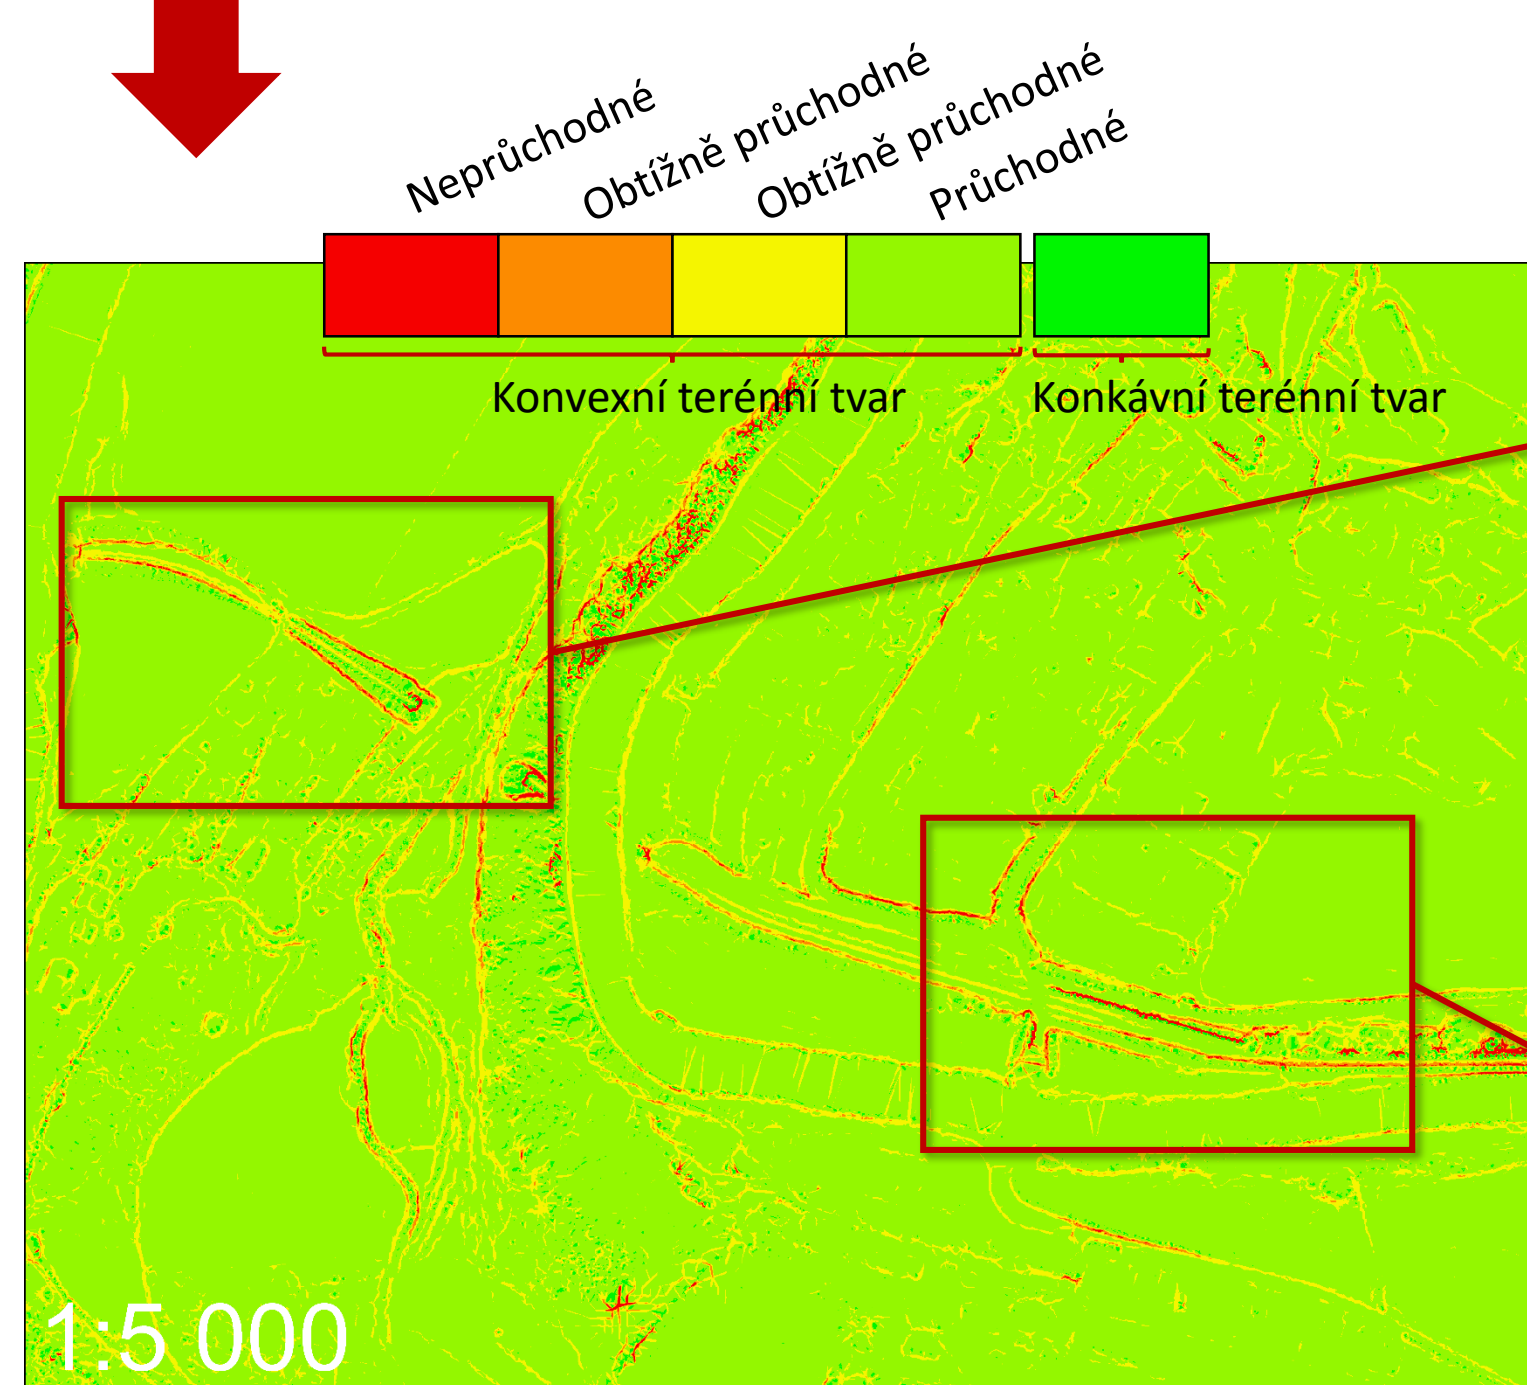 Neprůchodné
Obtížně průchodné
Obtížně průchodné
Průchodné
Konvexní terénní tvar
Konkávní terénní tvar
1:5 000